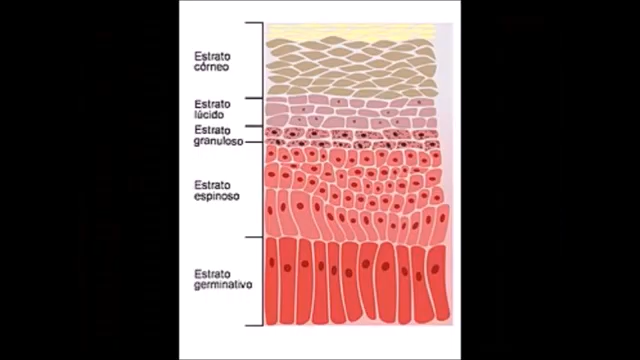 Estrato
córneo
Estrato
lúcido
Estrato
granuloso
Estrato
espinoso
Estrato
germinativo